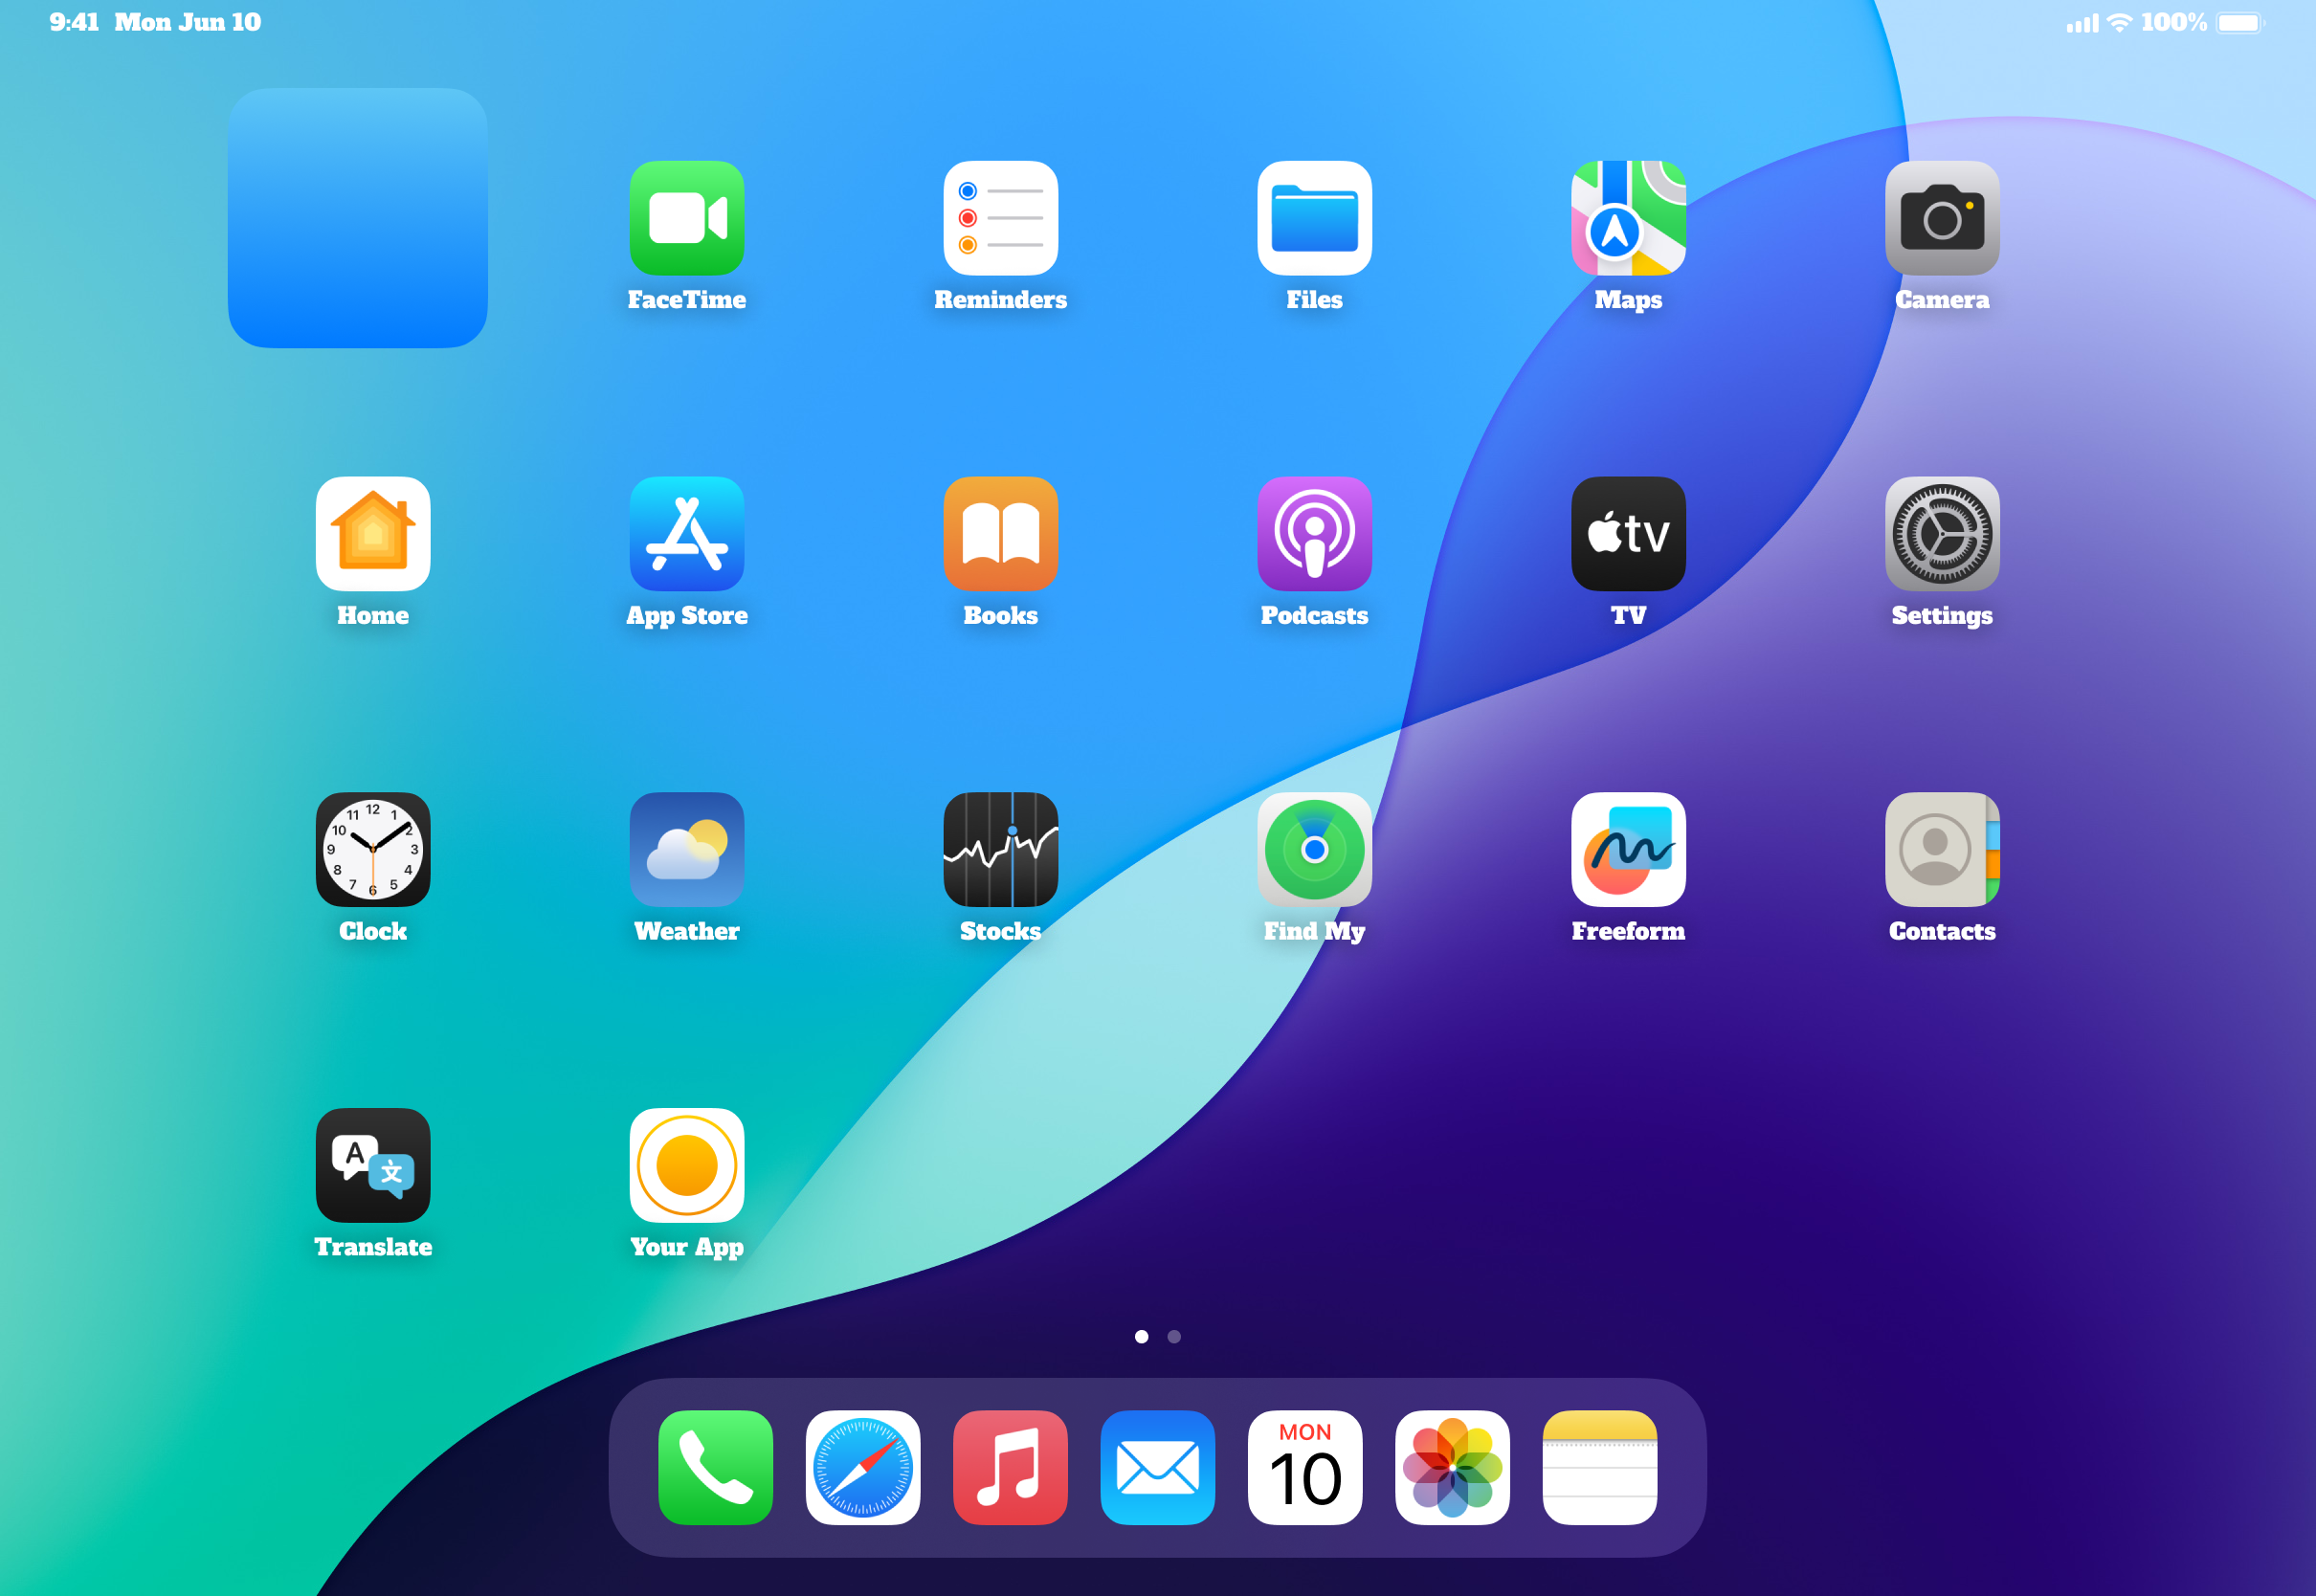 9:41 Mon Jun 10
100%
FaceTime
Reminders
Files
Maps
Camera
tv
Home
App Store
Books
Podcasts
TV
Settings
12
11 1
10 2
9 3
8 4
7 5
6
Clock
Weather
Stocks
Find My
Freeform
Contacts
A
文
Translate
Your App
MON
10